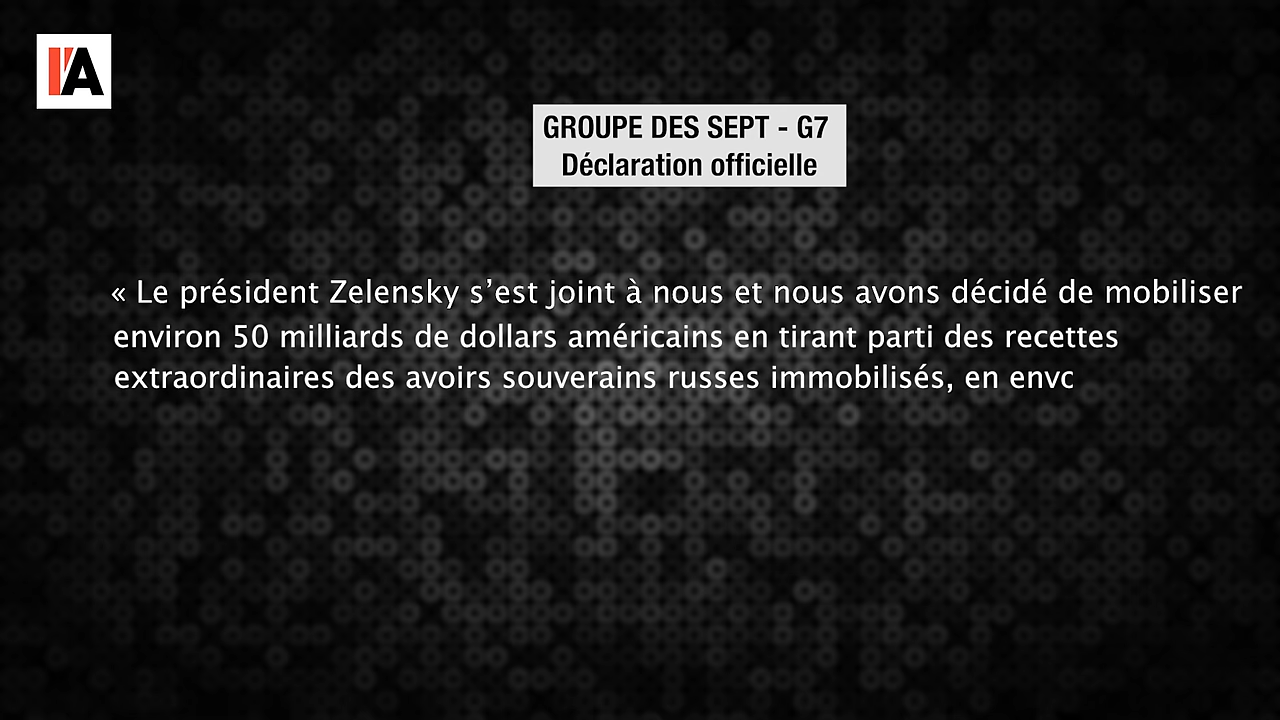 l'A
GROUPE DES SEPT - G7
Déclaration officielle
« Le président Zelensky s’est joint à nous et nous avons décidé de mobiliser
environ 50 milliards de dollars américains en tirant parti des recettes
extraordinaires des avoirs souverains russes immobilisés, en